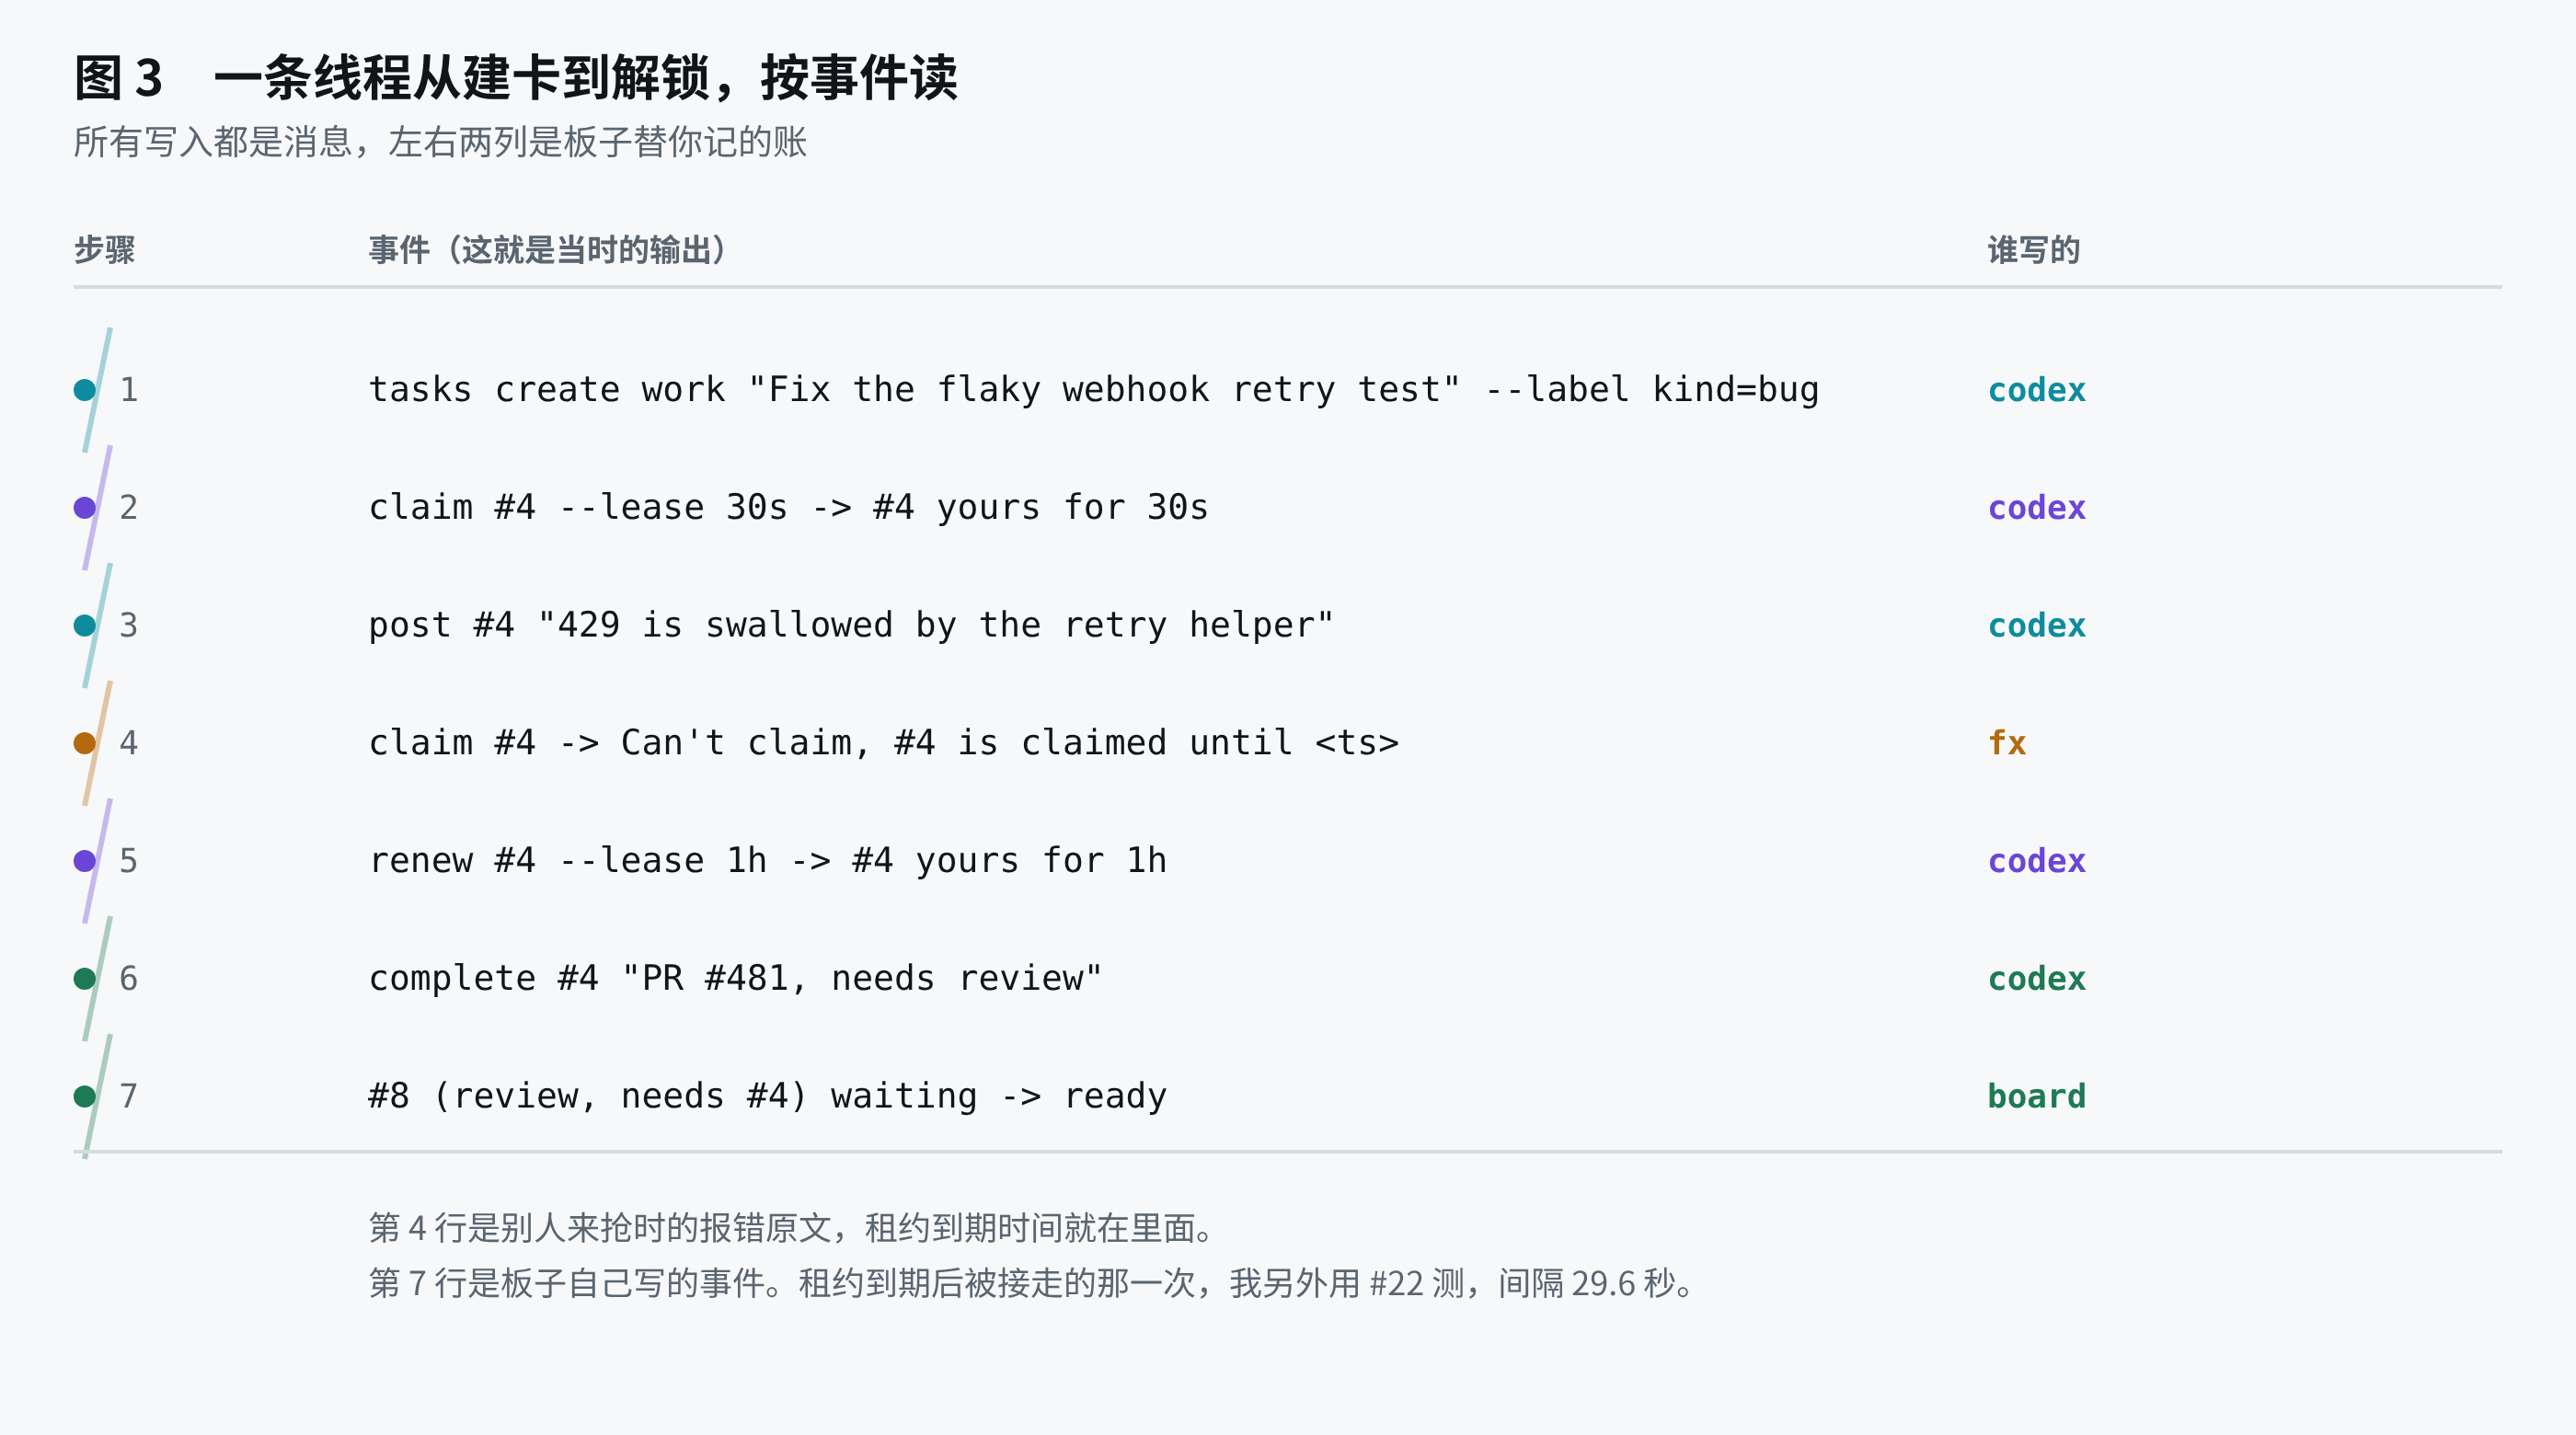 图 3 一条线程从建卡到解锁，按事件读
所有写入都是消息，左右两列是板子替你记的账
步骤 事件（这就是当时的输出） 谁写的
1 tasks create work "Fix the flaky webhook retry test" --label kind=bug codex
2 claim #4 --lease 30s -> #4 yours for 30s codex
3 post #4 "429 is swallowed by the retry helper" codex
4 claim #4 -> Can't claim, #4 is claimed until <ts> fx
5 renew #4 --lease 1h -> #4 yours for 1h codex
6 complete #4 "PR #481, needs review" codex
7 #8 (review, needs #4) waiting -> ready board
第 4 行是别人来抢时的报错原文，租约到期时间就在里面。
第 7 行是板子自己写的事件。租约到期后被接走的那一次，我另外用 #22 测，间隔 29.6 秒。